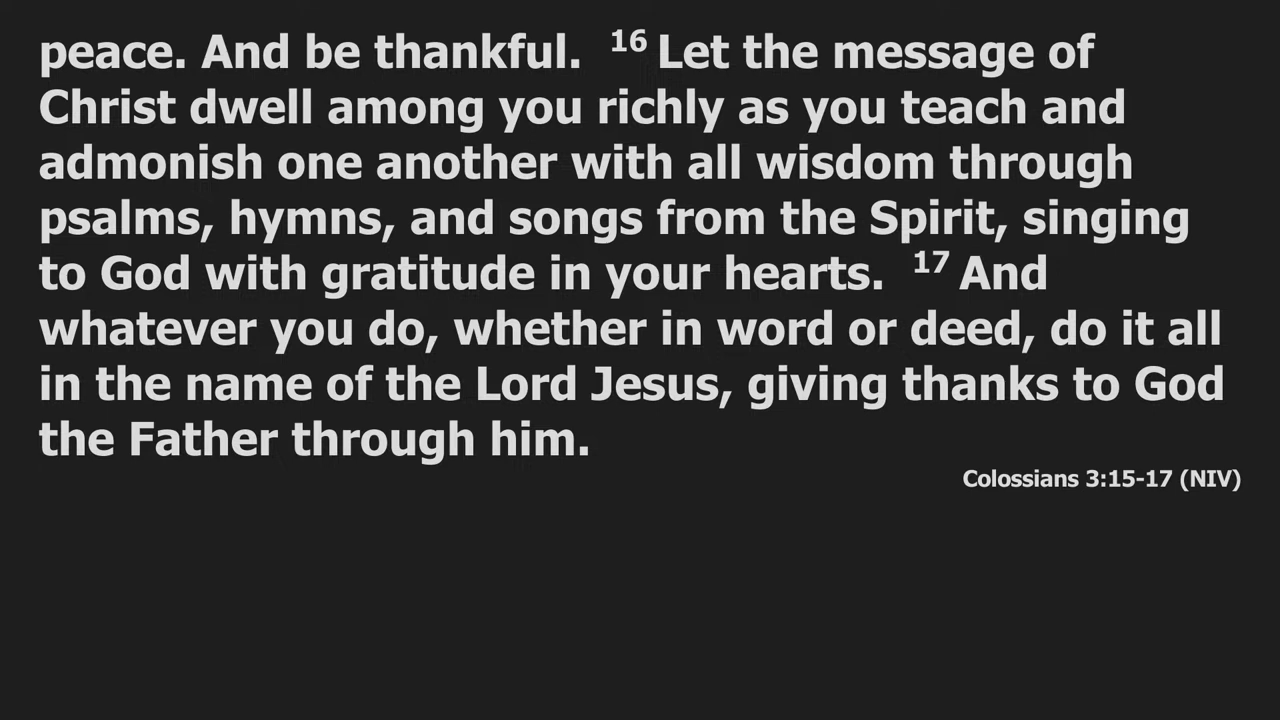 peace. And be thankful. 16 Let the message of
Christ dwell among you richly as you teach and
admonish one another with all wisdom through
psalms, hymns, and songs from the Spirit, singing
to God with gratitude in your hearts. 17 And
whatever you do, whether in word or deed, do it all
in the name of the Lord Jesus, giving thanks to God
the Father through him.
Colossians 3:15-17 (NIV)